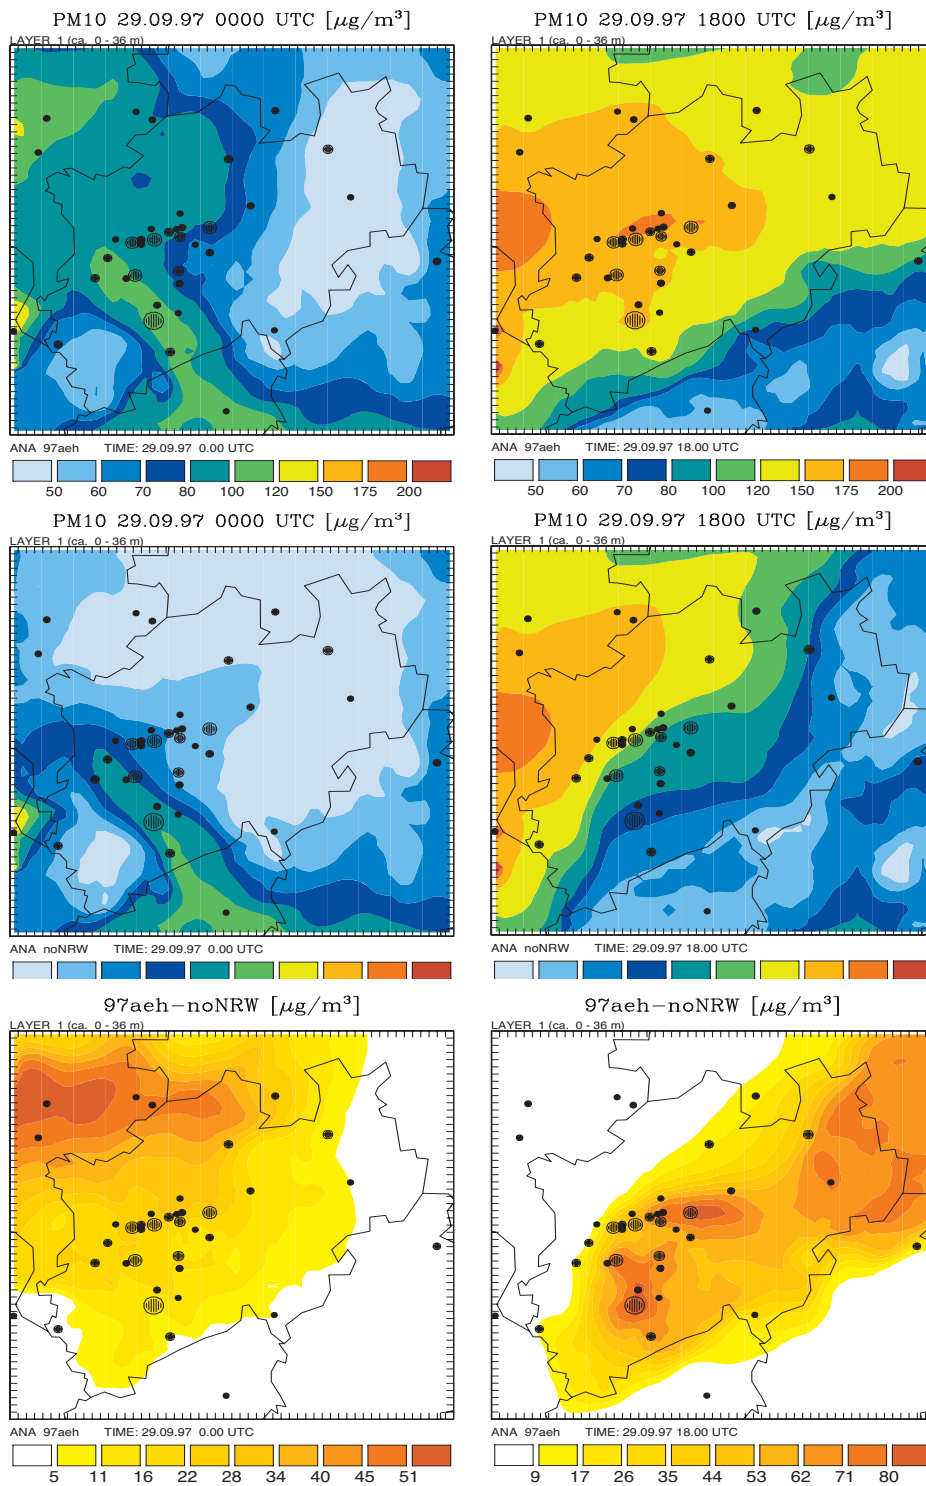 PM10 29.09.97 0000 UTC [μg/m³]
LAYER 1 (ca. 0 - 36 m)
ANA 97aeh TIME: 29.09.97 0.00 UTC
50 60 70 80 100 120 150 175 200
PM10 29.09.97 1800 UTC [μg/m³]
LAYER 1 (ca. 0 - 36 m)
ANA 97aeh TIME: 29.09.97 18.00 UTC
50 60 70 80 100 120 150 175 200
PM10 29.09.97 0000 UTC [μg/m³]
LAYER 1 (ca. 0 - 36 m)
ANA noNRW TIME: 29.09.97 0.00 UTC
PM10 29.09.97 1800 UTC [μg/m³]
LAYER 1 (ca. 0 - 36 m)
ANA noNRW TIME: 29.09.97 18.00 UTC
97aeh-noNRW [μg/m³]
LAYER 1 (ca. 0 - 36 m)
ANA 97aeh TIME: 29.09.97 0.00 UTC
5 11 16 22 28 34 40 45 51
97aeh-noNRW [μg/m³]
LAYER 1 (ca. 0 - 36 m)
ANA 97aeh TIME: 29.09.97 18.00 UTC
9 17 26 35 44 53 62 71 80